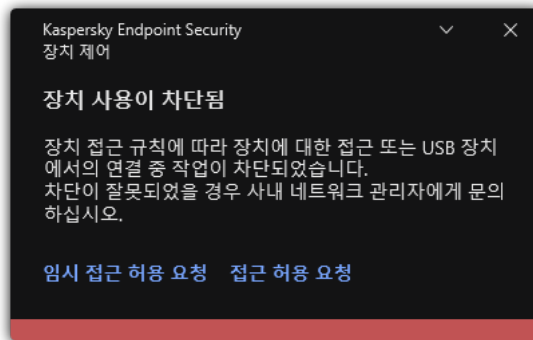 Kaspersky Endpoint Security
장치 제어
장치 사용이 차단됨
장치 접근 규칙에 따라 장치에 대한 접근 또는 USB 장치
에서의 연결 중 작업이 차단되었습니다.
차단이 잘못되었을 경우 사내 네트워크 관리자에게 문의
하십시오.
임시 접근 허용 요청 접근 허용 요청